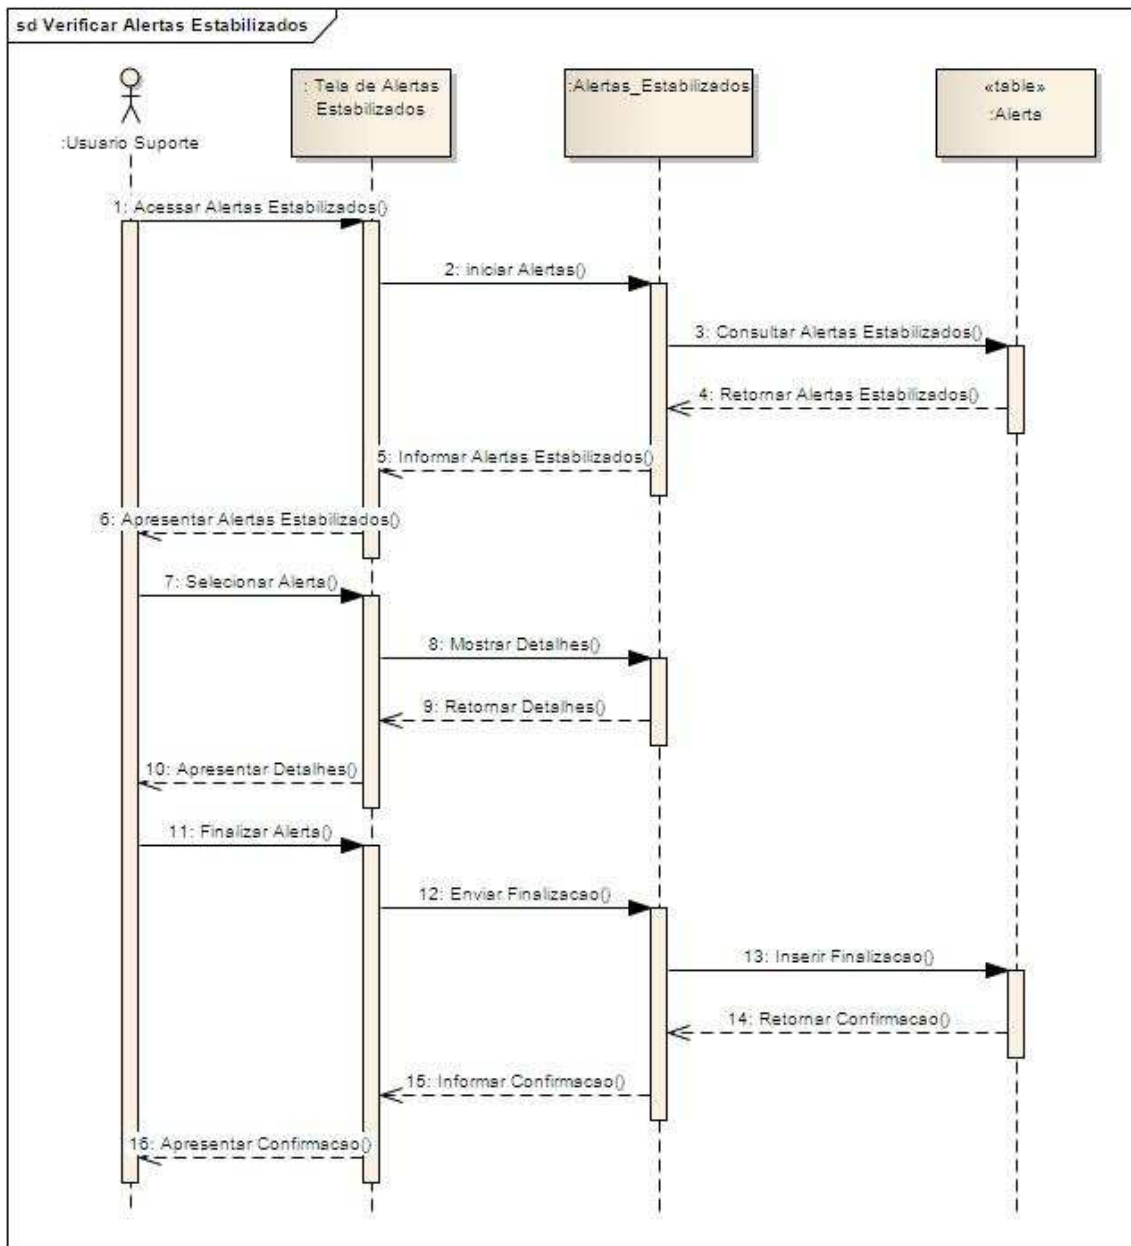 sd Verificar Alertas Estabilizados
:Usuario Suporte
: Tela de Alertas
Estabilizados
:Alertas_Estabilizados
«table»
:Alerta
1: Acessar Alertas Estabilizados()
2: iniciar Alertas()
3: Consultar Alertas Estabilizados()
4: Retornar Alertas Estabilizados()
5: Informar Alertas Estabilizados()
6: Apresentar Alertas Estabilizados()
7: Selecionar Alerta()
8: Mostrar Detalhes()
9: Retornar Detalhes()
10: Apresentar Detalhes()
11: Finalizar Alerta()
12: Enviar Finalizacao()
13: Inserir Finalizacao()
14: Retornar Confirmacao()
15: Informar Confirmacao()
16: Apresentar Confirmacao()